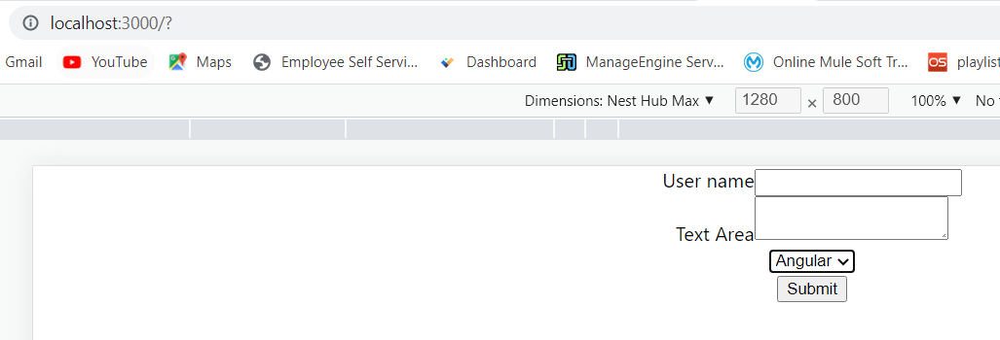 localhost:3000/?
Gmail YouTube Maps Employee Self Servi... Dashboard ManageEngine Serv... Online Mule Soft Tr... OS playlist
Dimensions: Nest Hub Max ▼ 1280 × 800 100% ▼ No
User name
Text Area
Angular
Submit